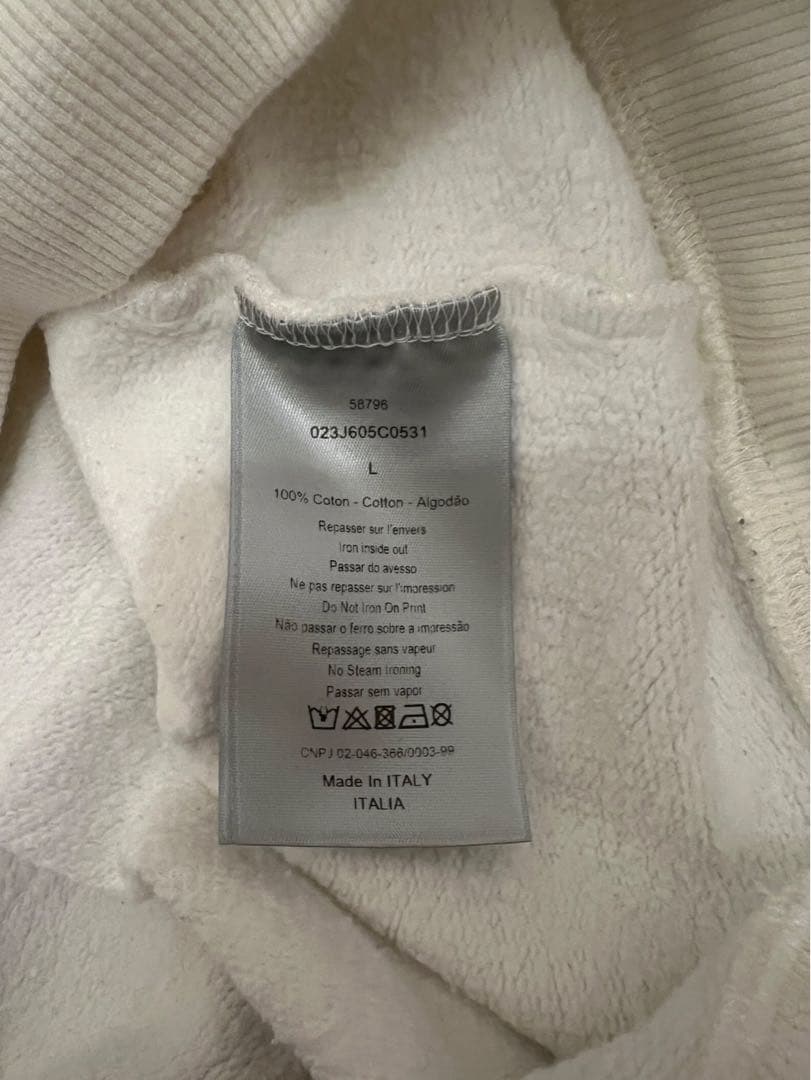 58796
023J605C0531
L
100% Coton - Cotton - Algodão
Repasser sur l'envers
Iron inside out
Passar do avesso
Ne pas repasser sur l'impression
Do Not Iron On Print
Não passar o ferro sobre a impressão
Repassage sans vapeur
No Steam Ironing
Passar sem vapor
CNPJ 02-046-366/0003-99
Made In ITALY
ITALIA